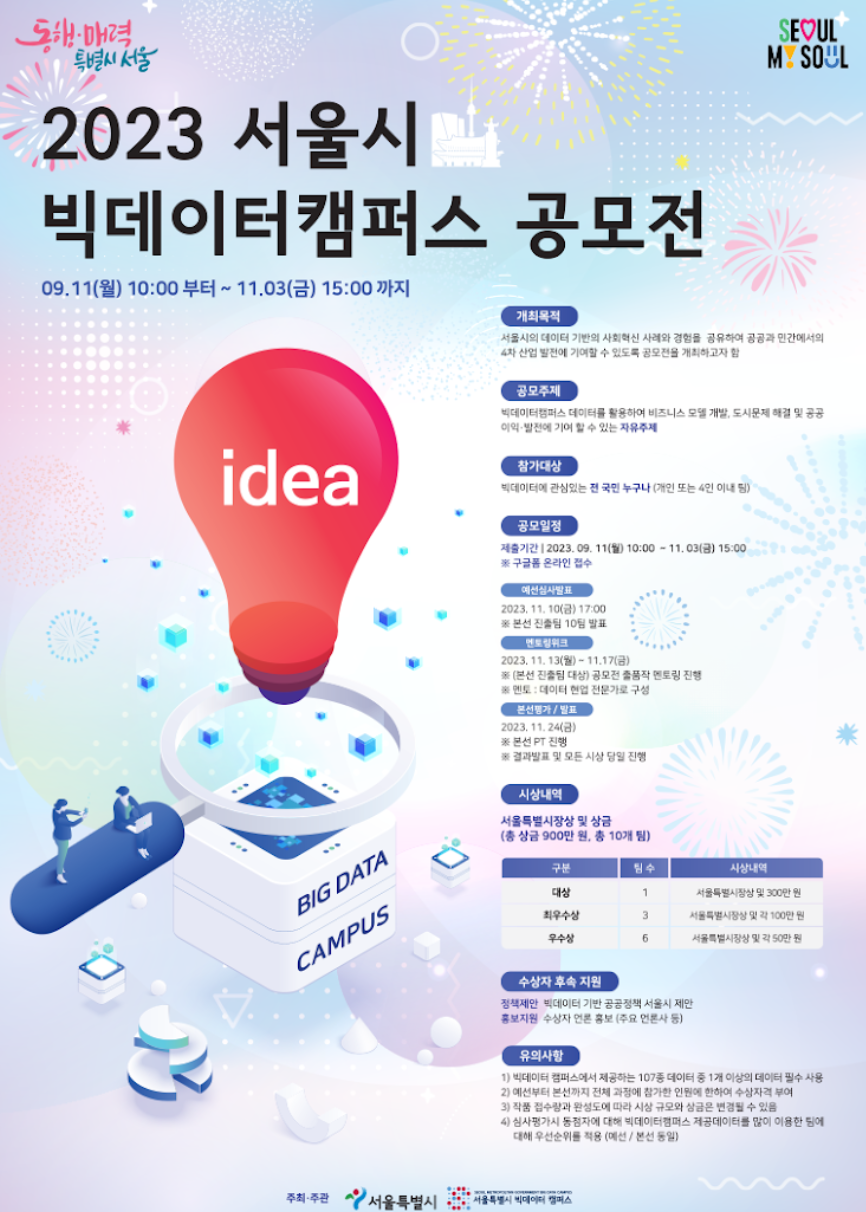 동행·매력
특별시 서울
SEOUL
MY SOUL
2023 서울시
빅데이터캠퍼스 공모전
09.11(월) 10:00 부터 ~ 11.03(금) 15:00 까지
개최목적
서울시의 데이터 기반의 사회혁신 사례와 경험을 공유하여 공공과 민간에서의
4차 산업 발전에 기여할 수 있도록 공모전을 개최하고자 함
공모주제
빅데이터캠퍼스 데이터를 활용하여 비즈니스 모델 개발, 도시문제 해결 및 공공
이익·발전에 기여 할 수 있는 자유주제
참가대상
빅데이터에 관심있는 전 국민 누구나 (개인 또는 4인 이내 팀)
공모일정
제출기간 | 2023. 09. 11(월) 10:00 ~ 11. 03(금) 15:00
※ 구글폼 온라인 접수
예선심사발표
2023. 11. 10(금) 17:00
※ 본선 진출팀 10팀 발표
멘토링위크
2023. 11. 13(월) ~ 11.17(금)
※ (본선 진출팀 대상) 공모전 출품작 멘토링 진행
※ 멘토 : 데이터 현업 전문가로 구성
본선평가 / 발표
2023. 11. 24(금)
※ 본선 PT 진행
※ 결과발표 및 모든 시상 당일 진행
시상내역
서울특별시장상 및 상금
(총 상금 900만 원, 총 10개 팀)
구분 팀 수 시상내역
대상 1 서울특별시장상 및 300만 원
최우수상 3 서울특별시장상 및 각 100만 원
우수상 6 서울특별시장상 및 각 50만 원
수상자 후속 지원
정책제안 빅데이터 기반 공공정책 서울시 제안
홍보지원 수상자 언론 홍보 (주요 언론사 등)
유의사항
1) 빅데이터 캠퍼스에서 제공하는 107종 데이터 중 1개 이상의 데이터 필수 사용
2) 예선부터 본선까지 전체 과정에 참가한 인원에 한하여 수상자격 부여
3) 작품 접수량과 완성도에 따라 시상 규모와 상금은 변경될 수 있음
4) 심사평가시 동점자에 대해 빅데이터캠퍼스 제공데이터를 많이 이용한 팀에
대해 우선순위를 적용 (예선 / 본선 동일)
idea
BIG DATA
CAMPUS
주최·주관
서울특별시
SEOUL METROPOLITAN GOVERNMENT BIG DATA CAMPUS
서울특별시 빅데이터 캠퍼스